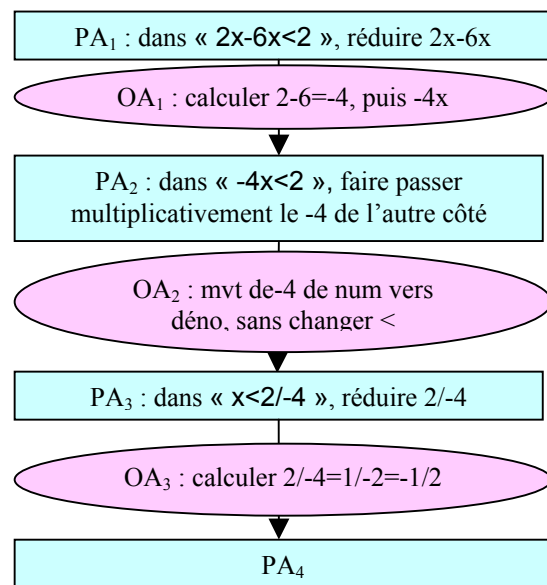 PA₁ : dans « 2x-6x<2 », réduire 2x-6x
OA₁ : calculer 2-6=-4, puis -4x
PA₂ : dans « -4x<2 », faire passer
multiplicativement le -4 de l’autre côté
OA₂ : mvt de-4 de num vers
déno, sans changer <
PA₃ : dans « x<2/-4 », réduire 2/-4
OA₃ : calculer 2/-4=1/-2=-1/2
PA₄